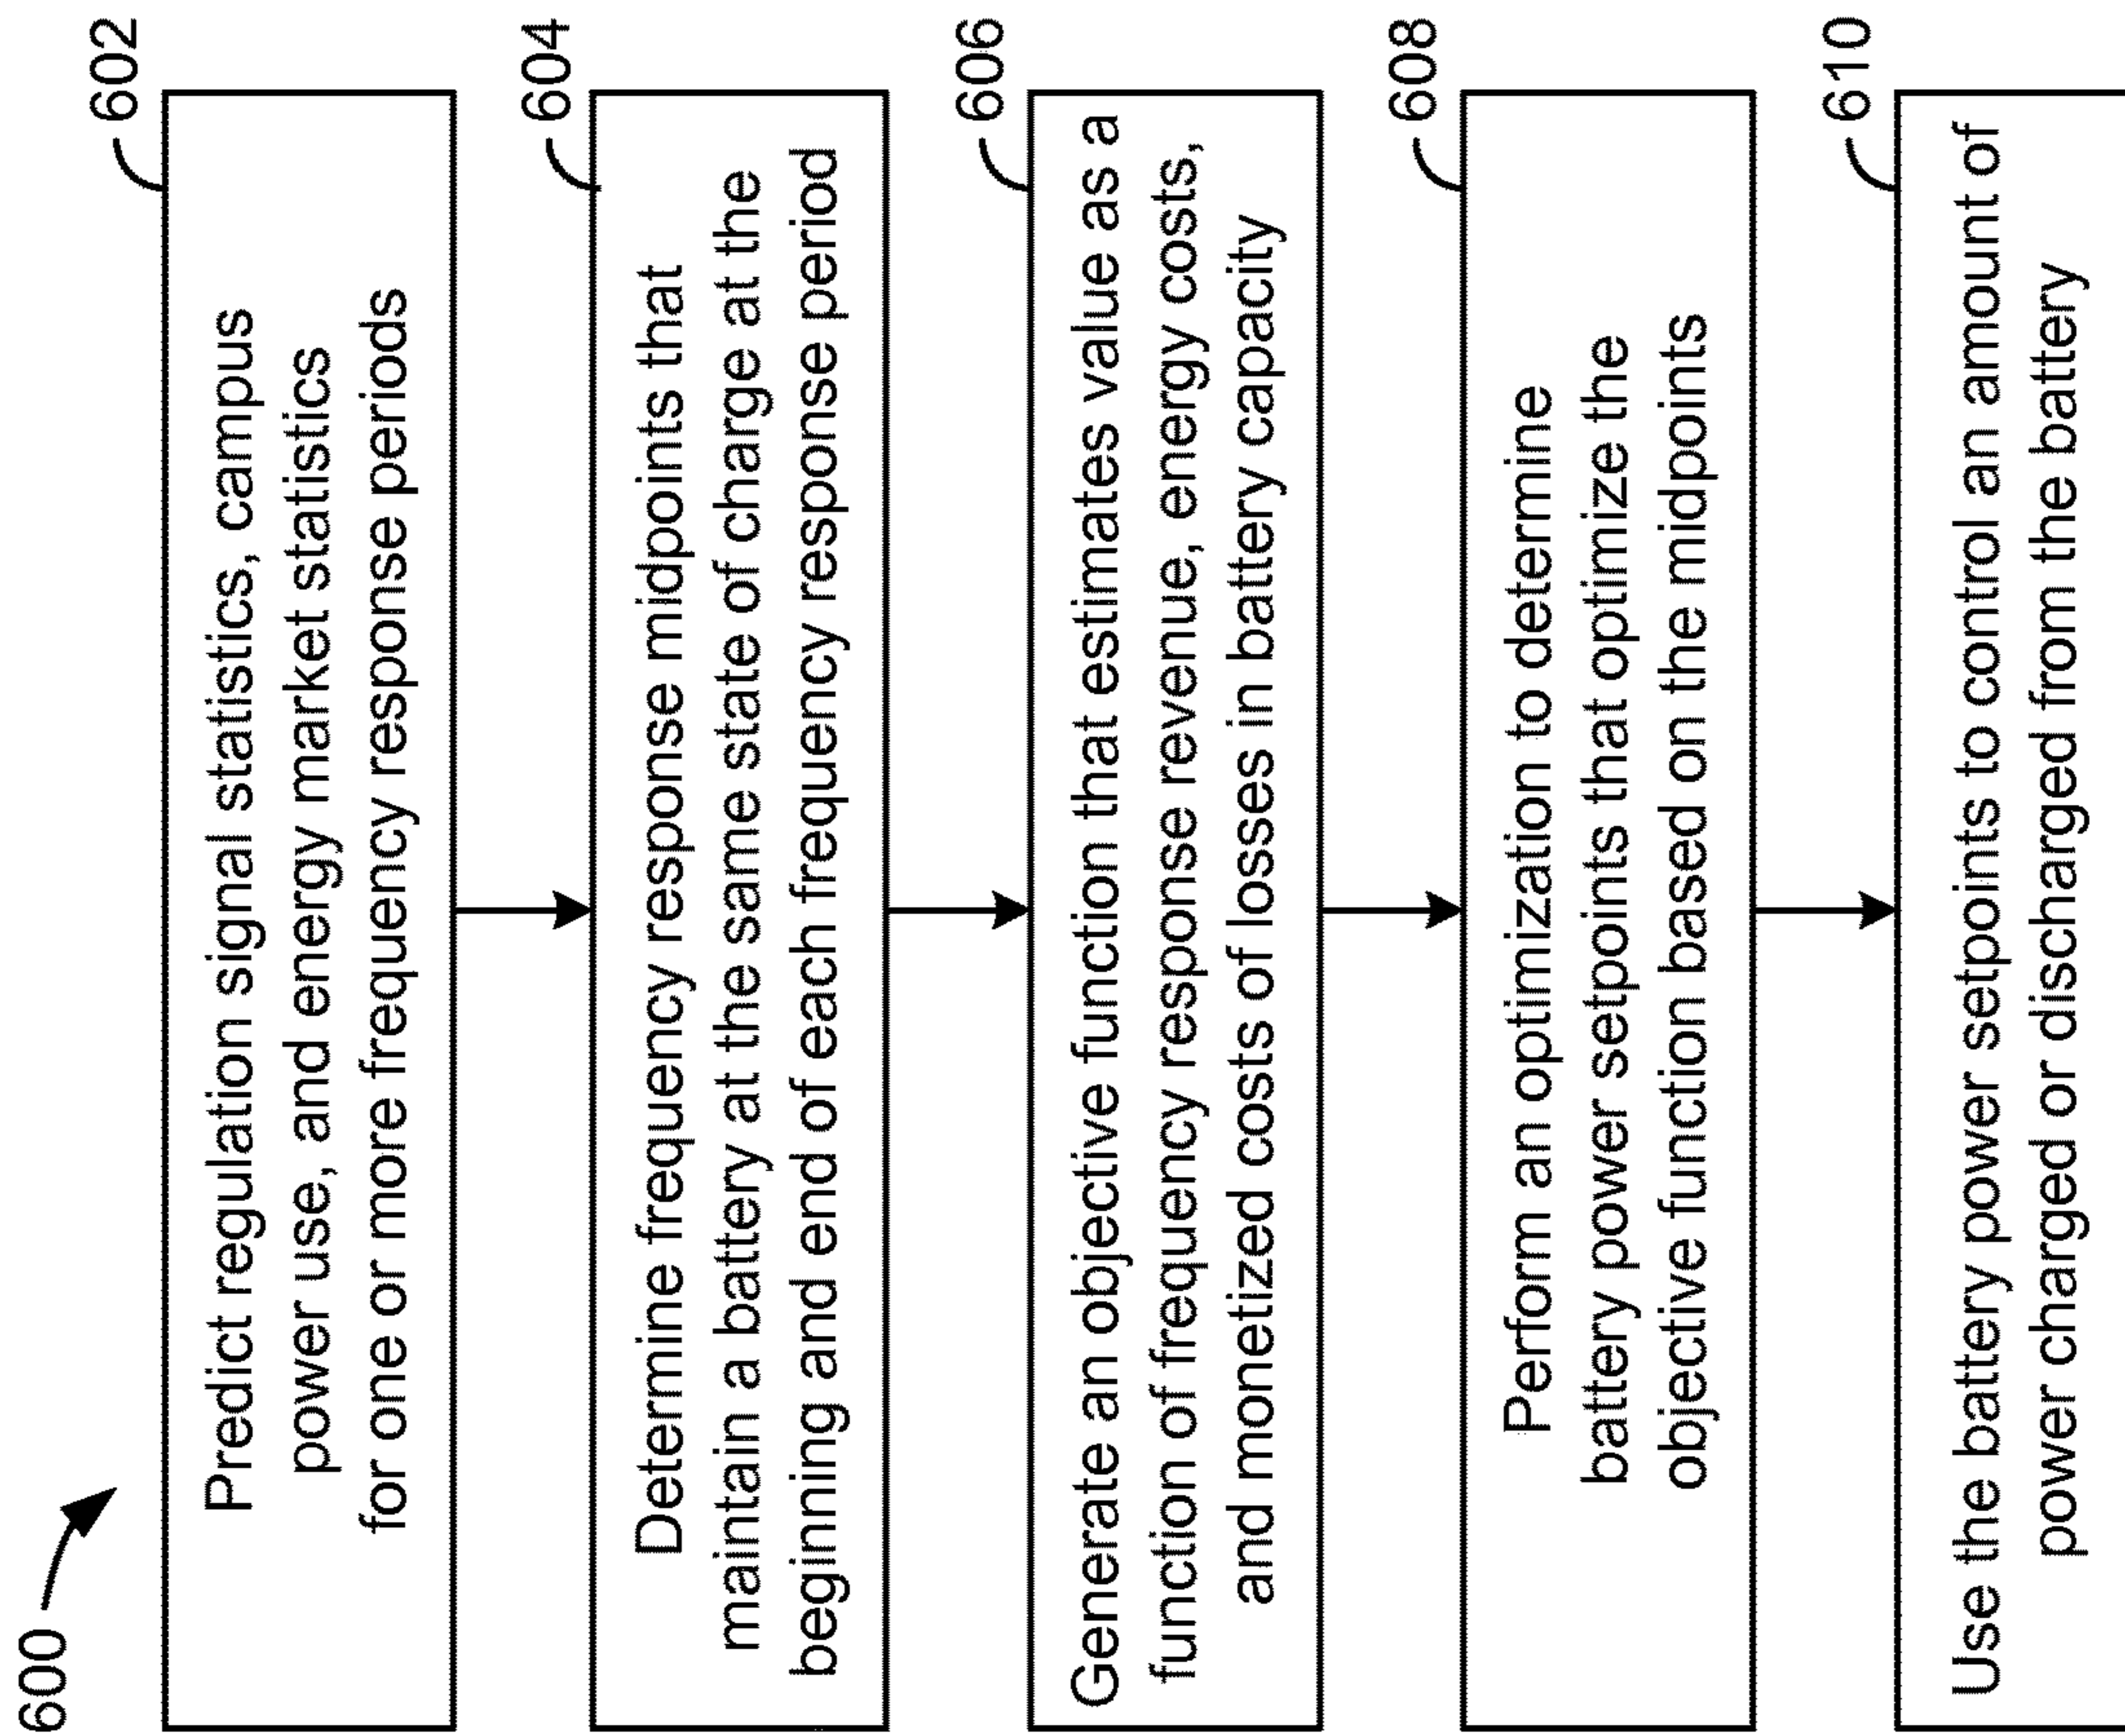 600
602
Predict regulation signal statistics, campus
power use, and energy market statistics
for one or more frequency response periods
604
Determine frequency response midpoints that
maintain a battery at the same state of charge at the
beginning and end of each frequency response period
606
Generate an objective function that estimates value as a
function of frequency response revenue, energy costs,
and monetized costs of losses in battery capacity
608
Perform an optimization to determine
battery power setpoints that optimize the
objective function based on the midpoints
610
Use the battery power setpoints to control an amount of
power charged or discharged from the battery